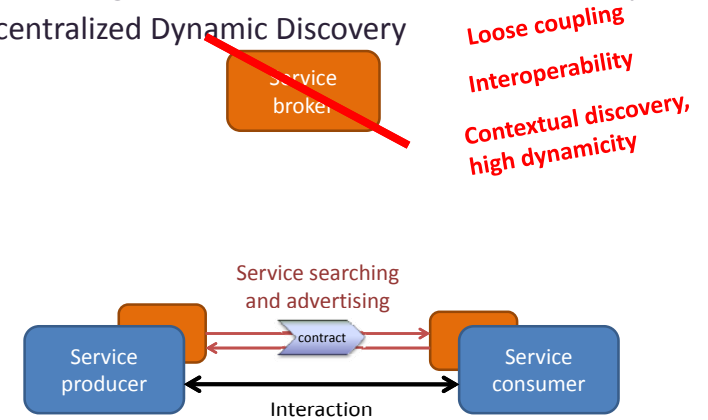 centralized Dynamic Discovery
Loose coupling
Interoperability
Contextual discovery,
high dynamicity
Service
broker
Service searching
and advertising
contract
Service
producer
Service
consumer
Interaction